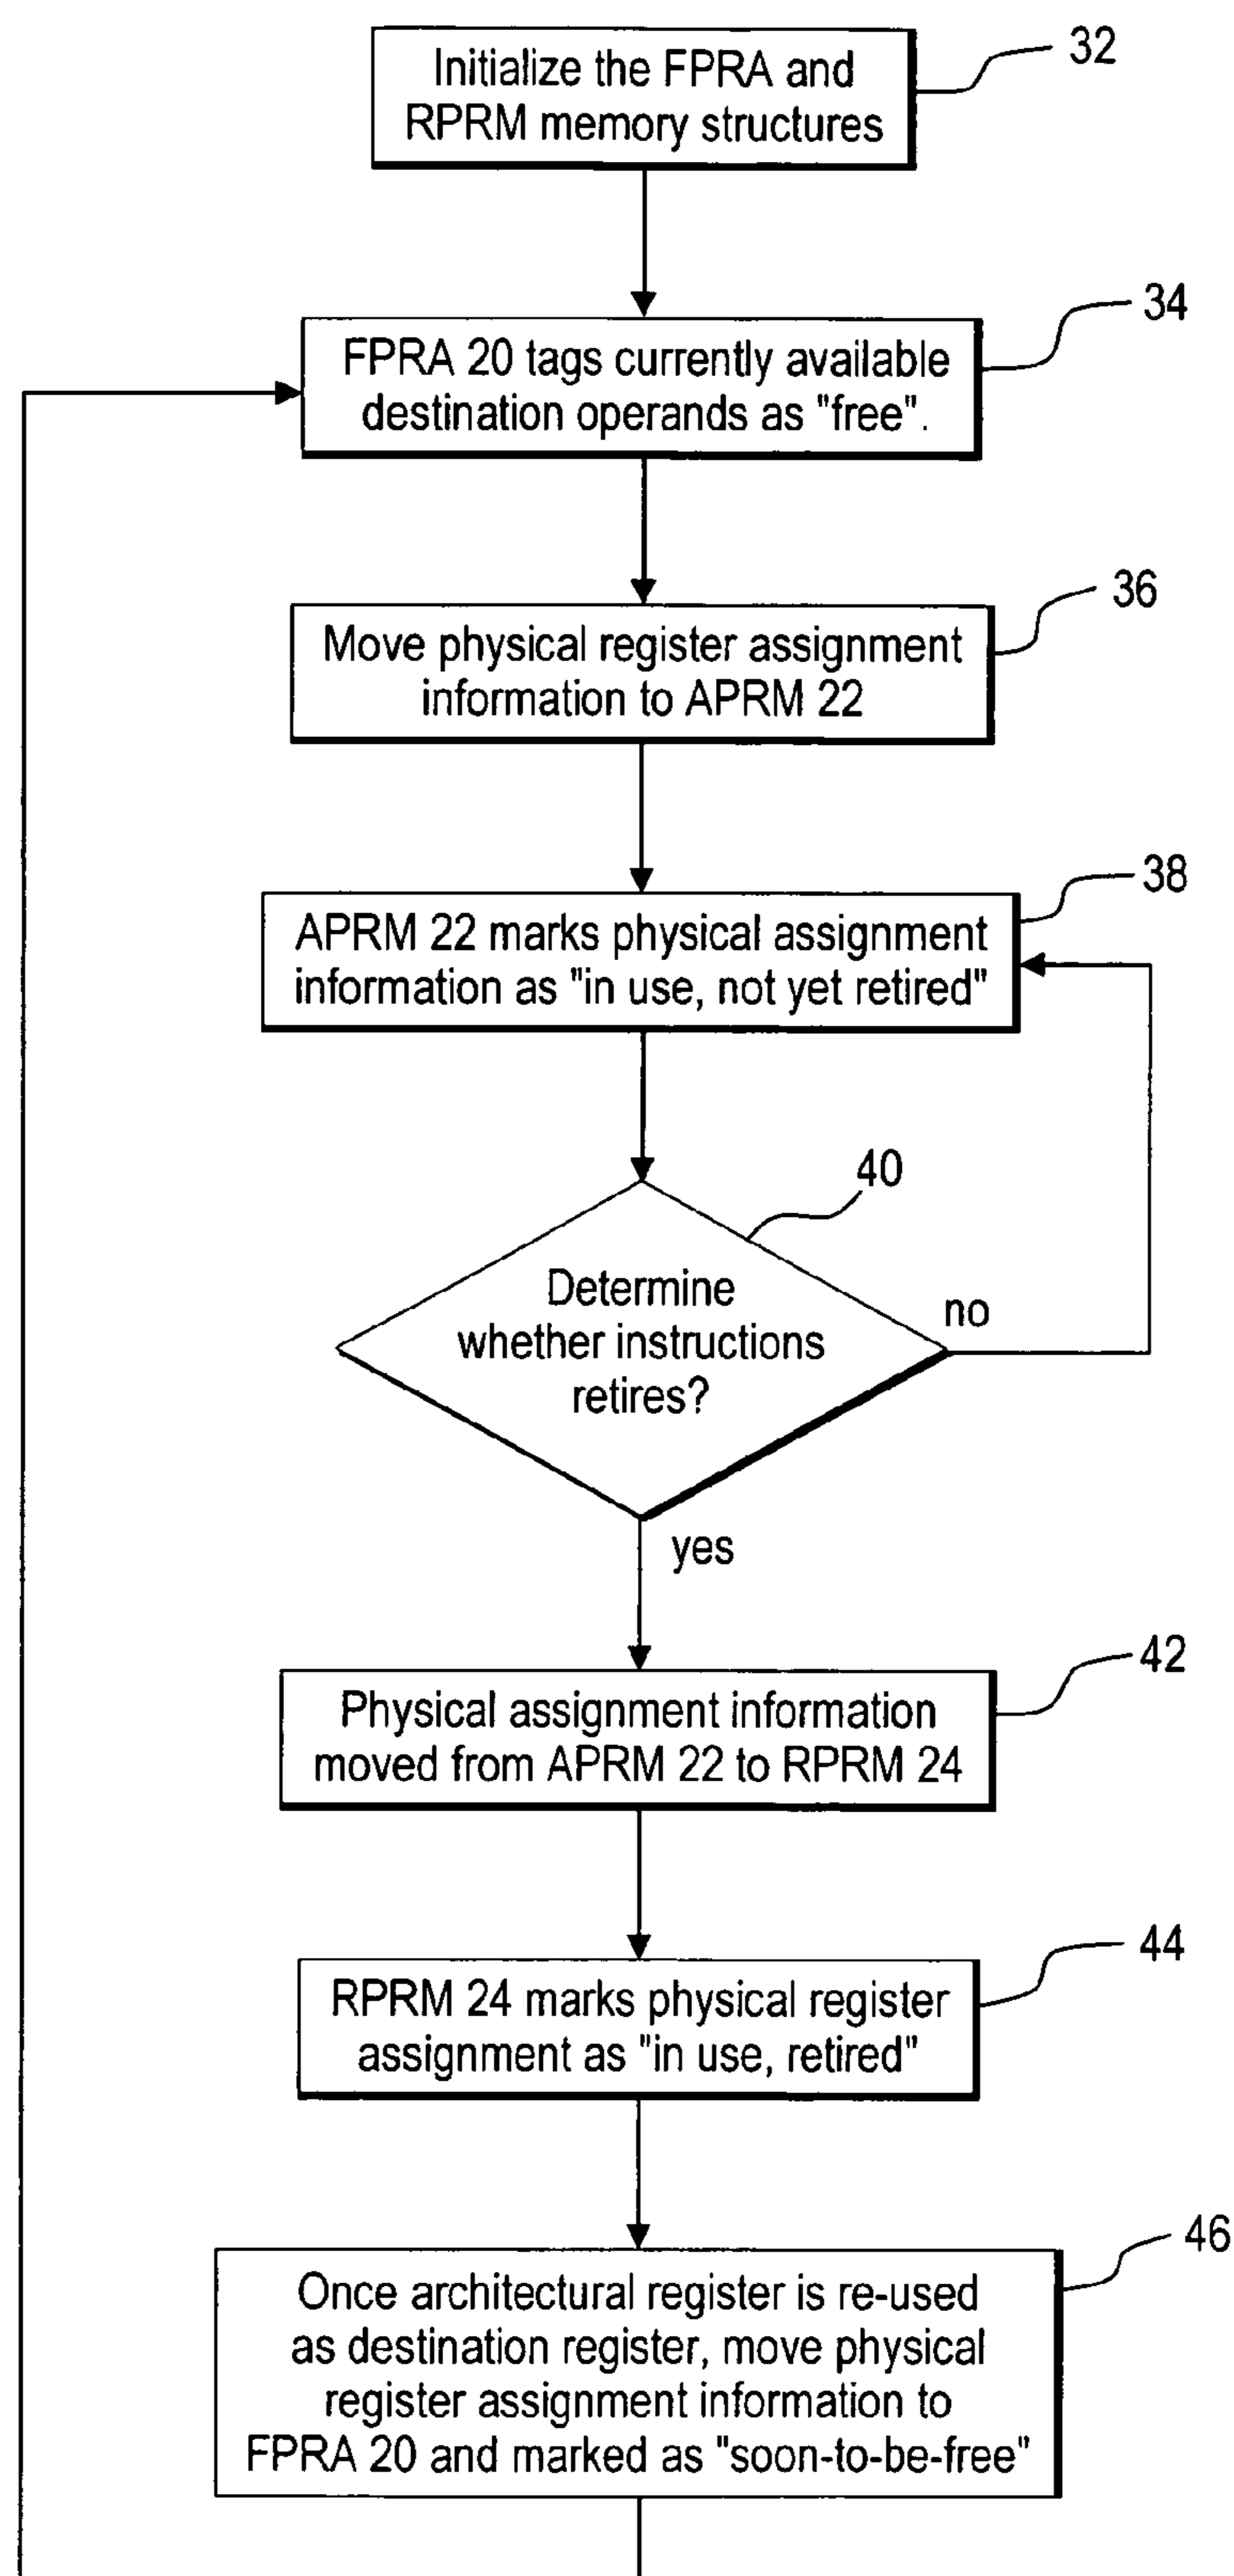 Initialize the FPRA and
RPRM memory structures
32
FPRA 20 tags currently available
destination operands as "free".
34
Move physical register assignment
information to APRM 22
36
APRM 22 marks physical assignment
information as "in use, not yet retired"
38
40
Determine
whether instructions
retires?
no
yes
Physical assignment information
moved from APRM 22 to RPRM 24
42
RPRM 24 marks physical register
assignment as "in use, retired"
44
Once architectural register is re-used
as destination register, move physical
register assignment information to
FPRA 20 and marked as "soon-to-be-free"
46